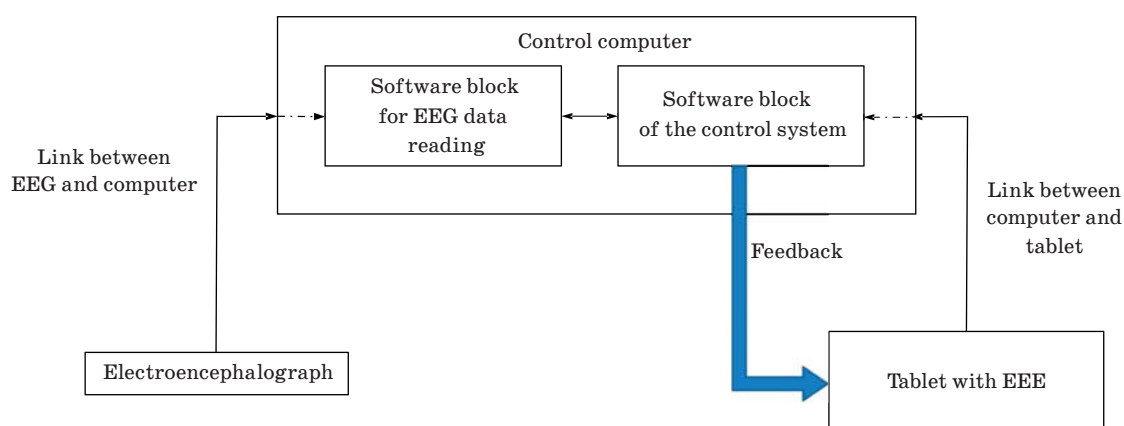 Control computer
Software block
for EEG data
reading
Software block
of the control system
Link between
EEG and computer
Link between
computer and
tablet
Feedback
Electroencephalograph
Tablet with EEE